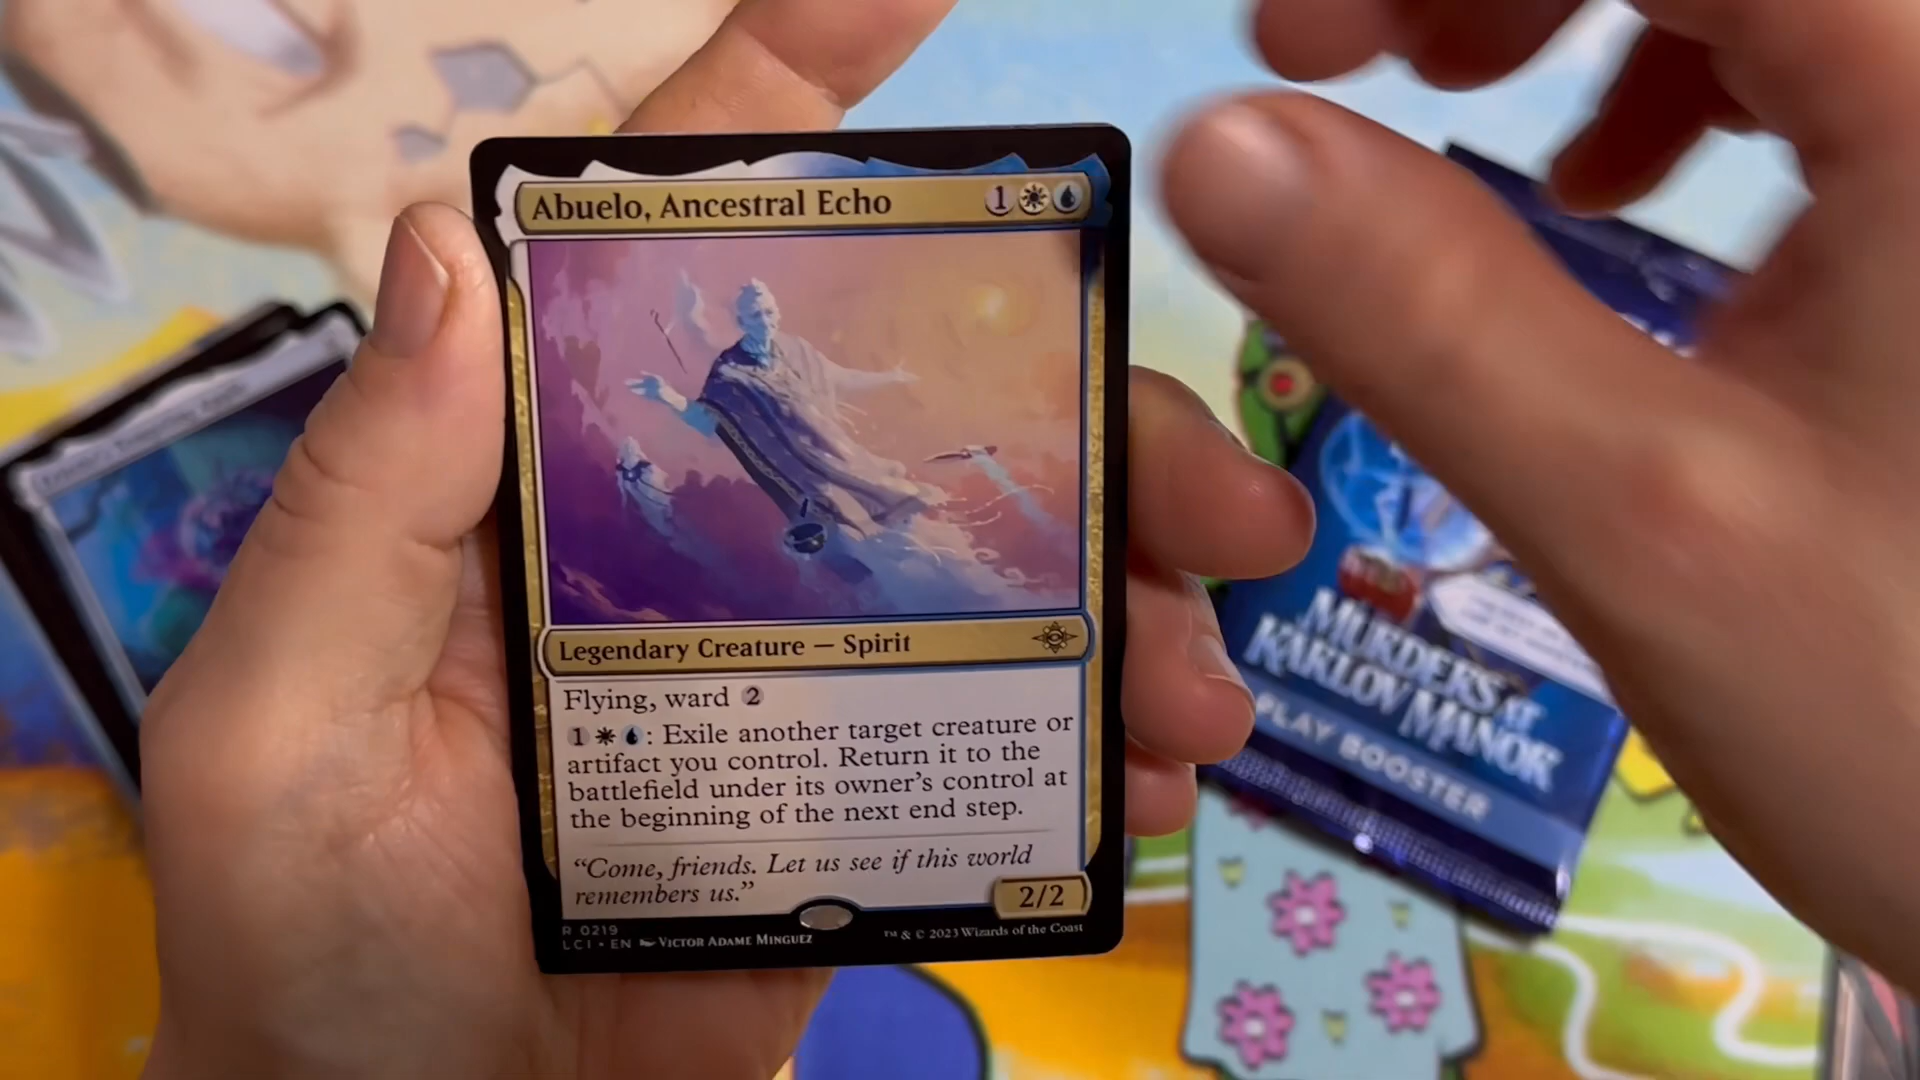 Abuelo, Ancestral Echo 1
Legendary Creature — Spirit
Flying, ward 2
1 : Exile another target creature or
artifact you control. Return it to the
battlefield under its owner's control at
the beginning of the next end step.
“Come, friends. Let us see if this world
remembers us.”
2/2
R 0219
LCI • EN VICTOR ADAME MINGUEZ
™ & © 2023 Wizards of the Coast
MURDERS AT
KARLOV MANOR
PLAY BOOSTER